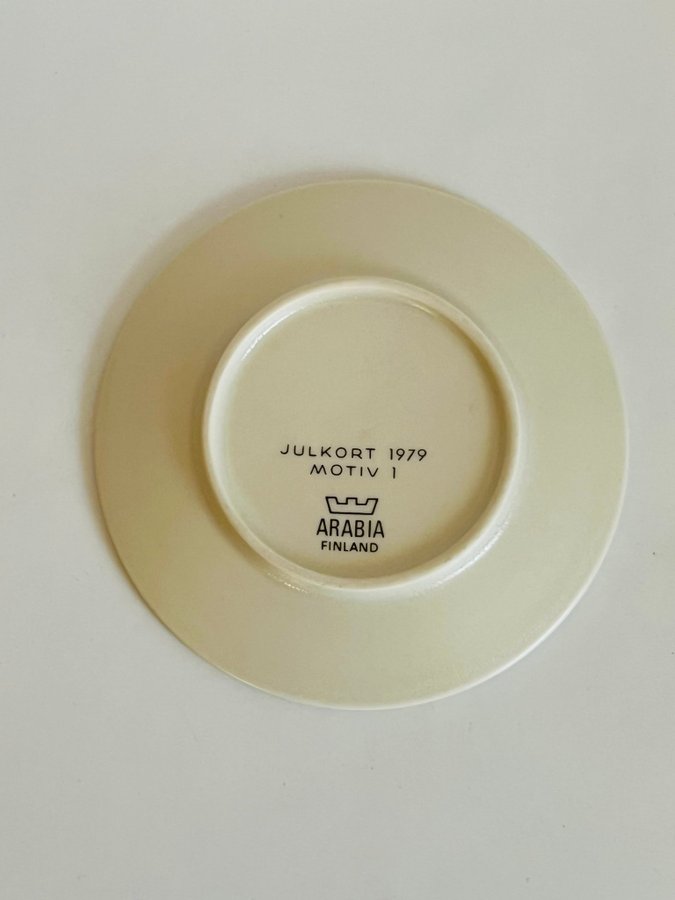 JULKORT 1979
MOTIV 1
ARABIA
FINLAND